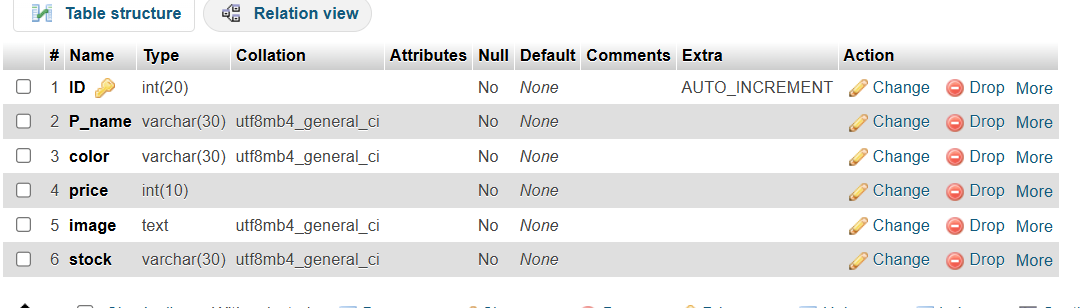 Table structure Relation view
# Name Type Collation Attributes Null Default Comments Extra Action
1 ID int(20) No None AUTO_INCREMENT Change Drop More
2 P_name varchar(30) utf8mb4_general_ci No None Change Drop More
3 color varchar(30) utf8mb4_general_ci No None Change Drop More
4 price int(10) No None Change Drop More
5 image text utf8mb4_general_ci No None Change Drop More
6 stock varchar(30) utf8mb4_general_ci No None Change Drop More